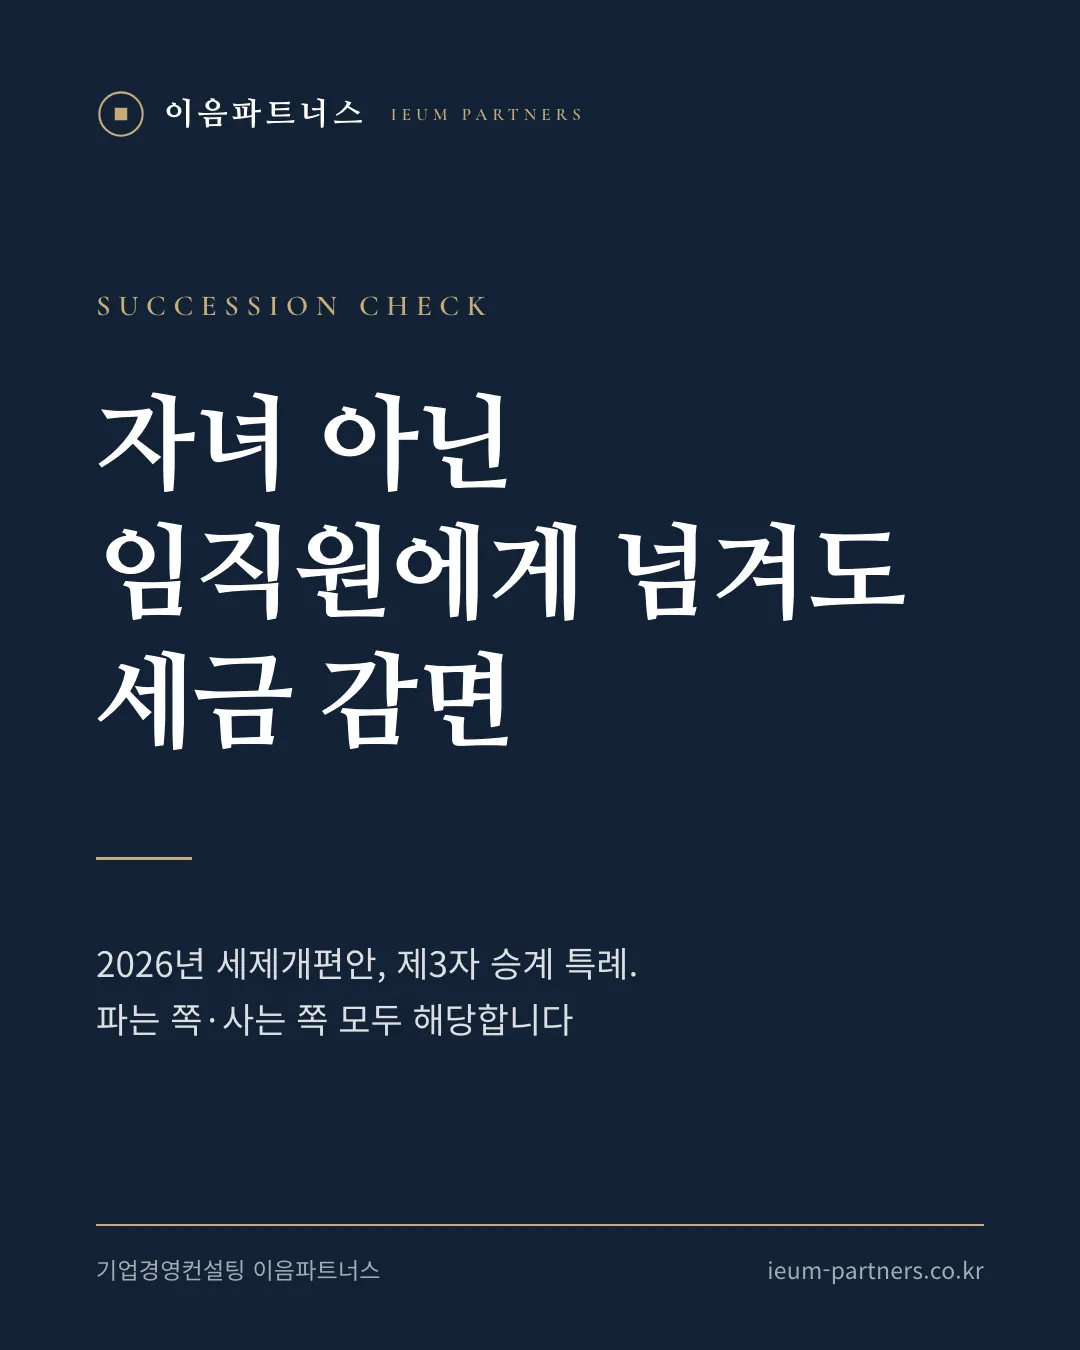 이음파트너스 IEUM PARTNERS
SUCCESSION CHECK
자녀 아닌
임직원에게 넘겨도
세금 감면
2026년 세제개편안, 제3자 승계 특례.
파는 쪽·사는 쪽 모두 해당합니다
기업경영컨설팅 이음파트너스
ieum-partners.co.kr